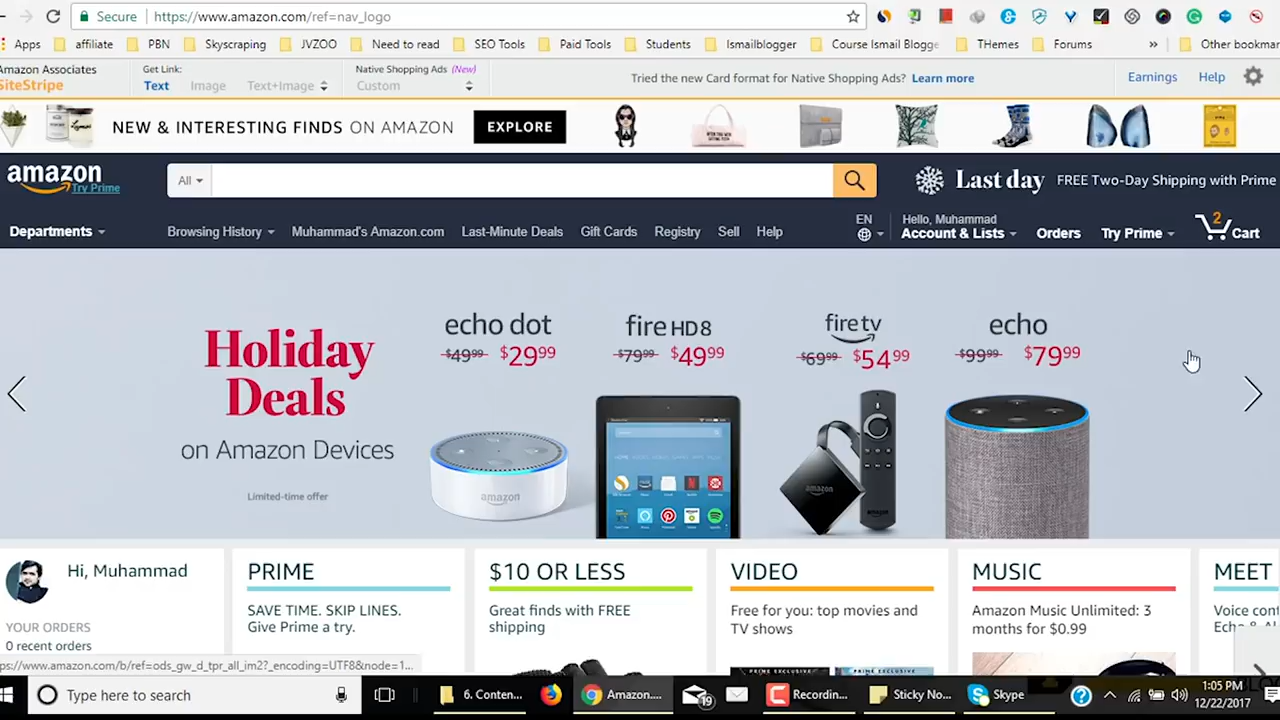 Secure
https://www.amazon.com/ref=nav_logo
Apps affiliate PBN Skyscraping JVZOO Need to read SEO Tools Paid Tools Students Ismailblogger Course Ismail Blogge THemes Forums » Other bookmar
Amazon Associates
SiteStripe
Get Link:
Text Image Text+Image
Native Shopping Ads (New)
Custom
Tried the new Card format for Native Shopping Ads? Learn more
Earnings Help
NEW & INTERESTING FINDS ON AMAZON
EXPLORE
amazon
Try Prime
All
Last day FREE Two-Day Shipping with Prime
Departments
Browsing History Muhammad's Amazon.com Last-Minute Deals Gift Cards Registry Sell Help
EN
Hello, Muhammad
Account & Lists
Orders
Try Prime
2
Cart
Holiday
Deals
on Amazon Devices
Limited-time offer
echo dot
$49.99 $29.99
fire HD 8
$79.99 $49.99
fire tv
$69.99 $54.99
echo
$99.99 $79.99
amazon
amazon
Hi, Muhammad
YOUR ORDERS
0 recent orders
PRIME
SAVE TIME. SKIP LINES.
Give Prime a try.
$10 OR LESS
Great finds with FREE
shipping
VIDEO
Free for you: top movies and
TV shows
PRIME EXCLUSIVE
PRIME EXCLUSIVE
MUSIC
Amazon Music Unlimited: 3
months for $0.99
MEET
Voice cont
ps://www.amazon.com/b/ref=ods_gw_d_tpr_all_im2?_encoding=UTF8&node=1...
Type here to search
6. Conten...
Amazon....
19
Recordin...
Sticky No...
Skype
1:05 PM
12/22/2017